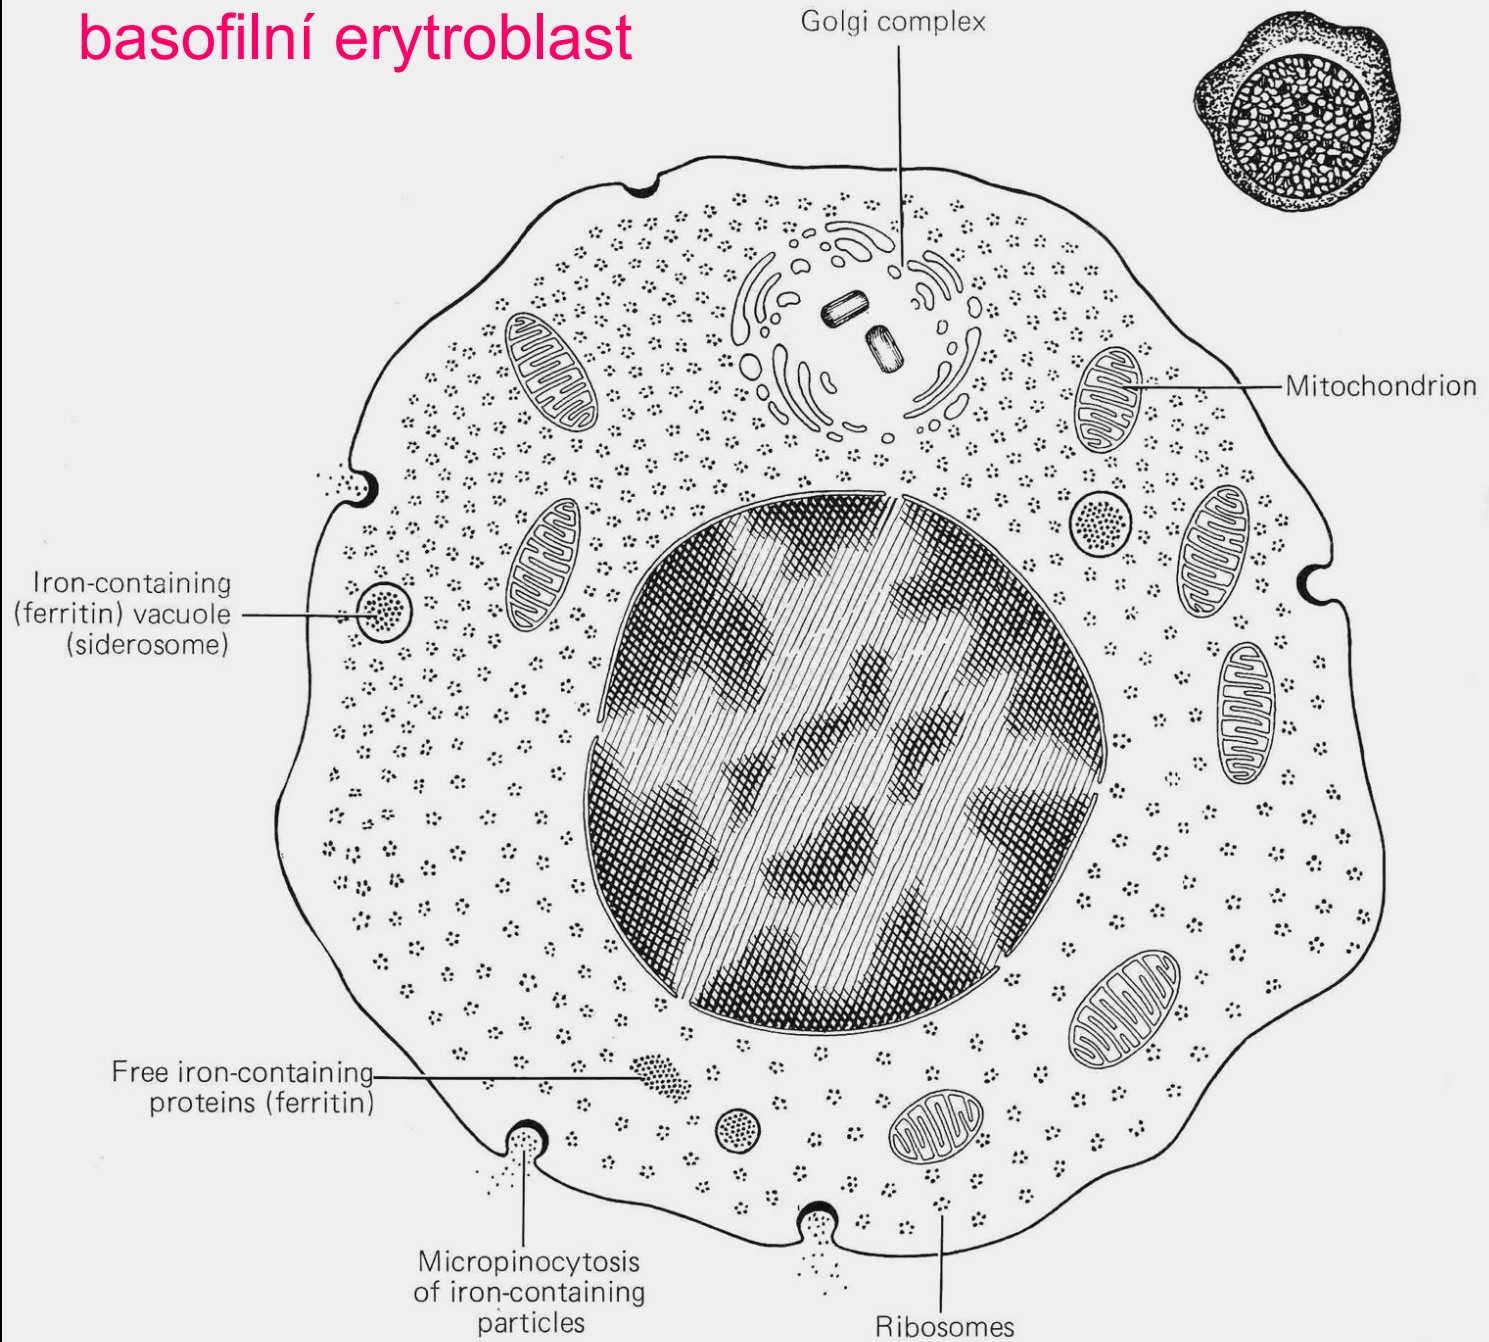 basofilní erytroblast
Golgi complex
Mitochondrion
Iron-containing
(ferritin) vacuole
(siderosome)
Free iron-containing
proteins (ferritin)
Micropinocytosis
of iron-containing
particles
Ribosomes